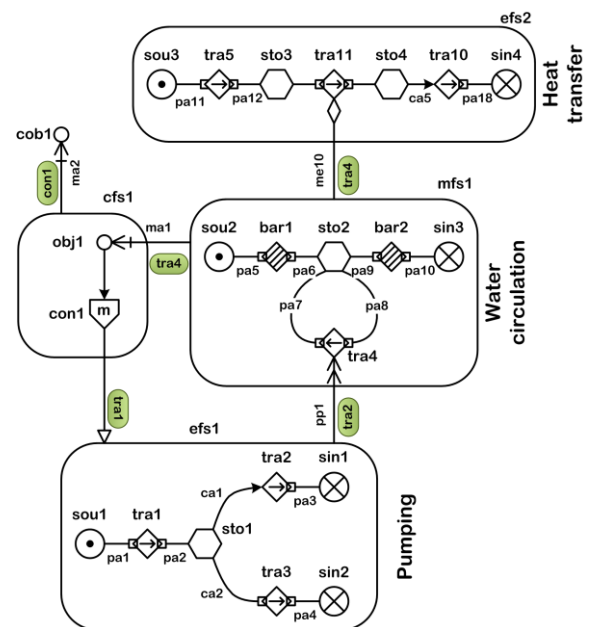 efs2
sou3 tra5 sto3 tra11 sto4 tra10 sin4
pa11 pa12 ca5 pa18
Heat
transfer
cob1
con1
ma2
me10
tra4
cfs1
mfs1
obj1
ma1
tra4
con1
m
sou2 bar1 sto2 bar2 sin3
pa5 pa6 pa9 pa10
pa7 pa8
tra4
Water
circulation
tra1
pp1
tra2
efs1
tra2 sin1
ca1
pa3
sou1 tra1
sto1
pa1 pa2
tra3 sin2
ca2
pa4
Pumping